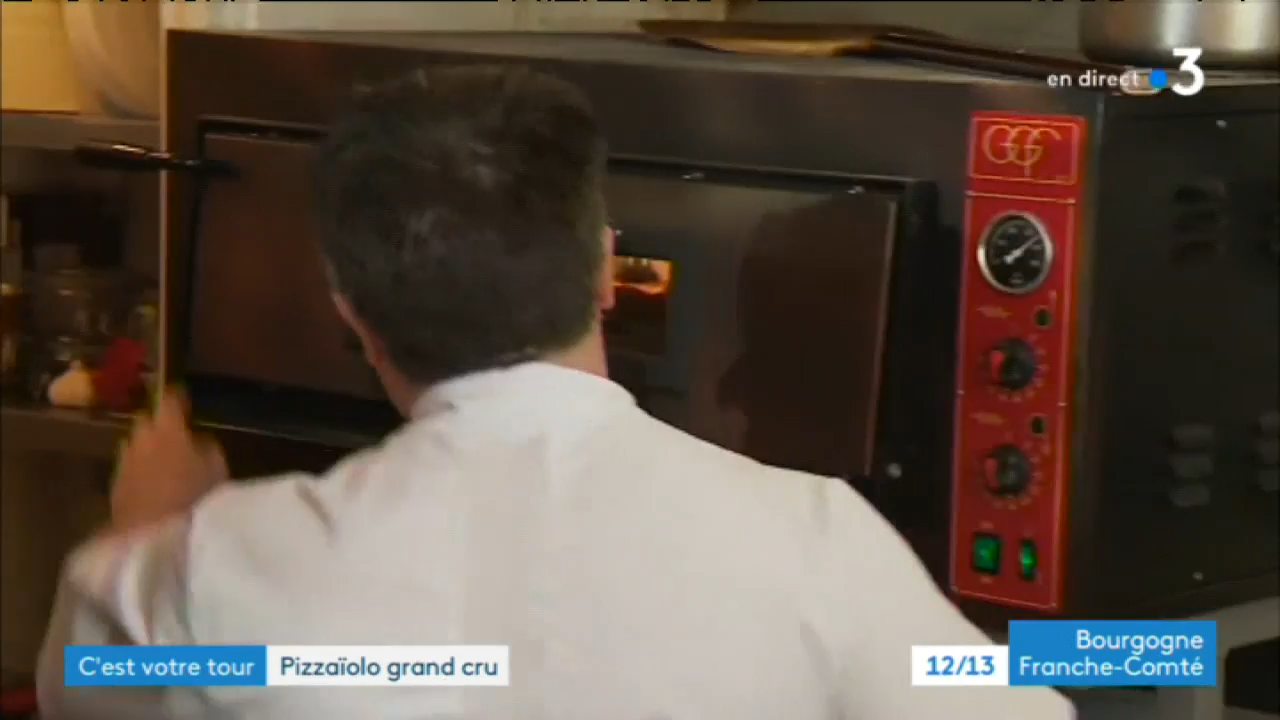 en direct 3
GGF
C'est votre tour Pizzaïolo grand cru
12/13 Bourgogne
Franche-Comté